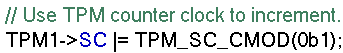 // Use TPM counter clock to increment.
TPM1->SC |= TPM_SC_CMOD(0b1);